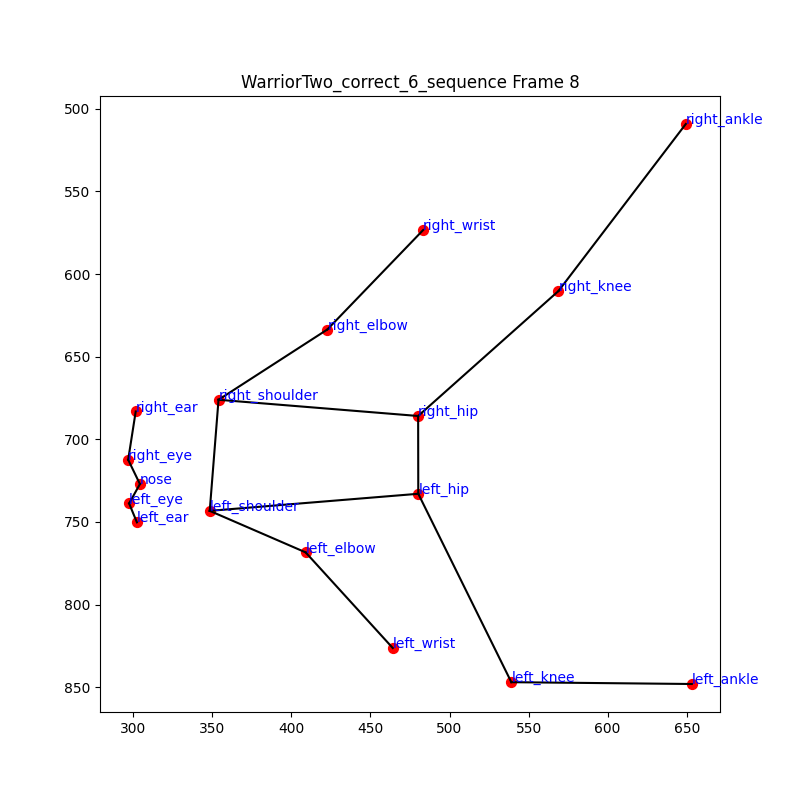 WarriorTwo_correct_6_sequence Frame 8
500
right_ankle
550
right_wrist
600
right_knee
right_elbow
650
right_shoulder
right_ear
right_hip
700
right_eye
nose
left_hip
left_eye
left_shoulder
750
left_ear
left_elbow
800
left_wrist
left_knee
left_ankle
850
300 350 400 450 500 550 600 650